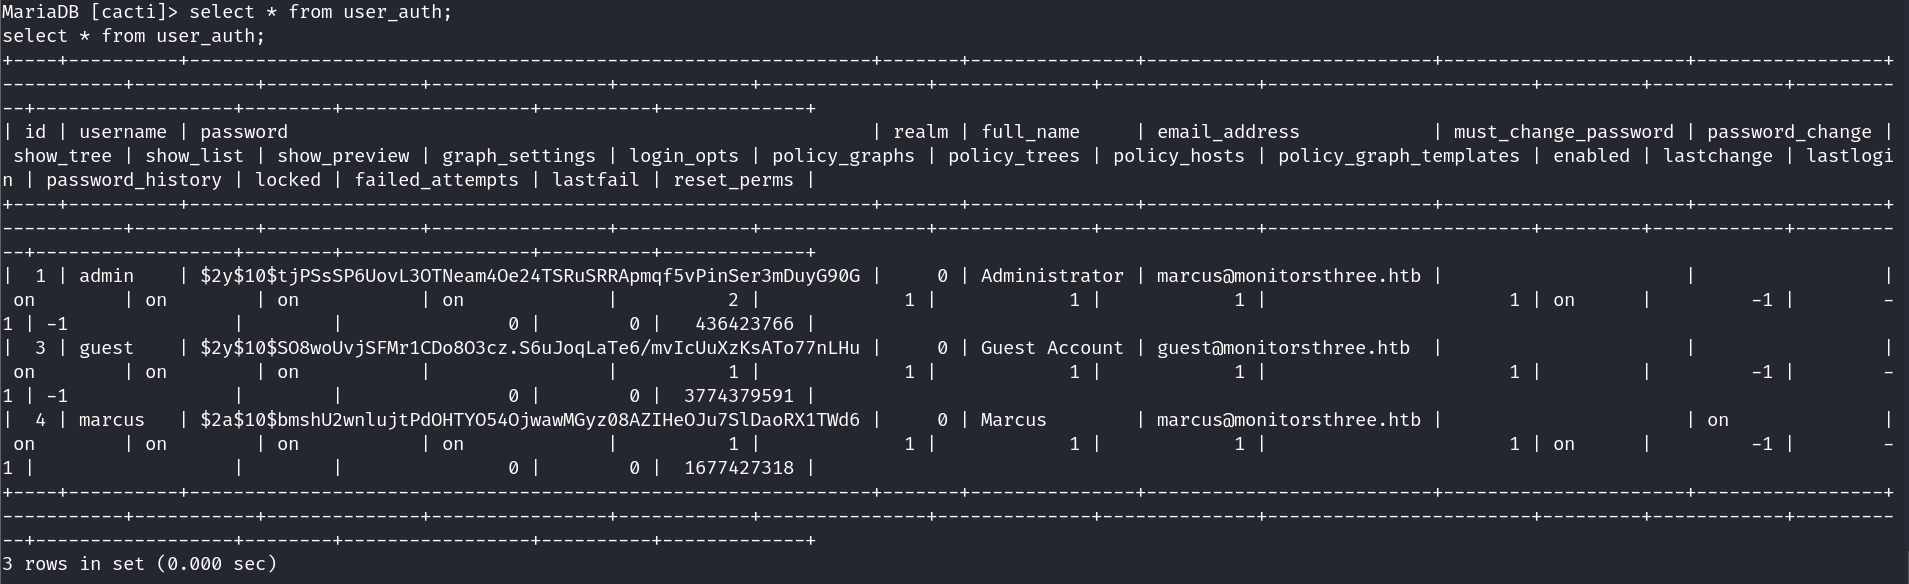 MariaDB [cacti]> select * from user_auth;
select * from user_auth;
+----+----------+--------------------------------------------------------------+-------+---------------+--------------------------+----------------------+-----------------+
-----------+-----------+--------------+----------------+------------+---------------+--------------+--------------+------------------------+---------+------------+---------
--+------------------+--------+-----------------+----------+-------------+
| id | username | password                                                     | realm | full_name     | email_address            | must_change_password | password_change |
 show_tree | show_list | show_preview | graph_settings | login_opts | policy_graphs | policy_trees | policy_hosts | policy_graph_templates | enabled | lastchange | lastlogi
n | password_history | locked | failed_attempts | lastfail | reset_perms |
+----+----------+--------------------------------------------------------------+-------+---------------+--------------------------+----------------------+-----------------+
-----------+-----------+--------------+----------------+------------+---------------+--------------+--------------+------------------------+---------+------------+---------
--+------------------+--------+-----------------+----------+-------------+
|  1 | admin    | $2y$10$tjPSsSP6UovL3OTNeam4Oe24TSRuSRRApmqf5vPinSer3mDuyG90G |     0 | Administrator | marcus@monitorsthree.htb |                      |                 |
 on        | on        | on           | on             |          2 |             1 |            1 |            1 |                      1 | on      |         -1 |        -
1 | -1               |        |               0 |        0 |   436423766 |
|  3 | guest    | $2y$10$SO8woUvjSFMr1CDo8O3cz.S6uJoqLaTe6/mvIcUuXzKsATo77nLHu |     0 | Guest Account | guest@monitorsthree.htb  |                      |                 |
 on        | on        | on           |                |          1 |             1 |            1 |            1 |                      1 |         |         -1 |        -
1 | -1               |        |               0 |        0 |  3774379591 |
|  4 | marcus   | $2a$10$bmshU2wnlujtPdOHTYO54OjwawMGyz08AZIHeOJu7SlDaoRX1TWd6 |     0 | Marcus        | marcus@monitorsthree.htb |                      | on              |
 on        | on        | on           | on             |          1 |             1 |            1 |            1 |                      1 | on      |         -1 |        -
1 |                  |        |               0 |        0 |  1677427318 |
+----+----------+--------------------------------------------------------------+-------+---------------+--------------------------+----------------------+-----------------+
-----------+-----------+--------------+----------------+------------+---------------+--------------+--------------+------------------------+---------+------------+---------
--+------------------+--------+-----------------+----------+-------------+
3 rows in set (0.000 sec)